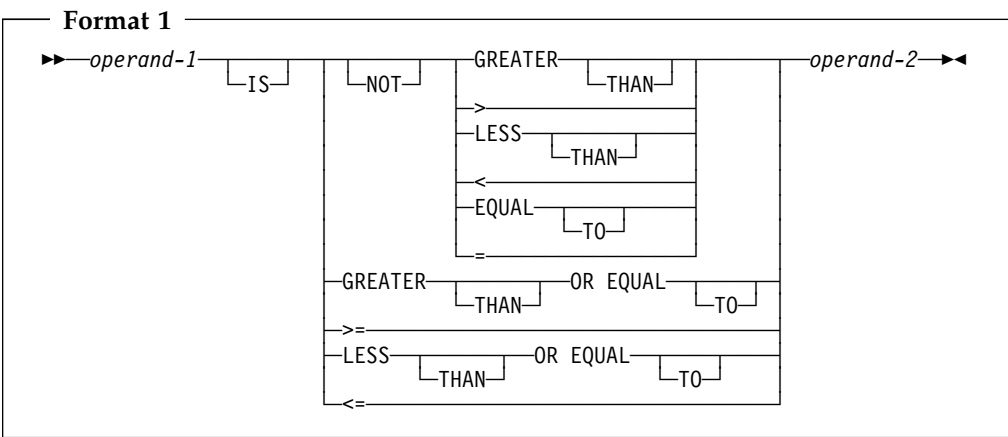 Format 1
operand-1 GREATER operand-2
IS NOT THAN
>
LESS
THAN
<
EQUAL
TO
=
GREATER OR EQUAL
THAN TO
>=
LESS OR EQUAL
THAN TO
<=